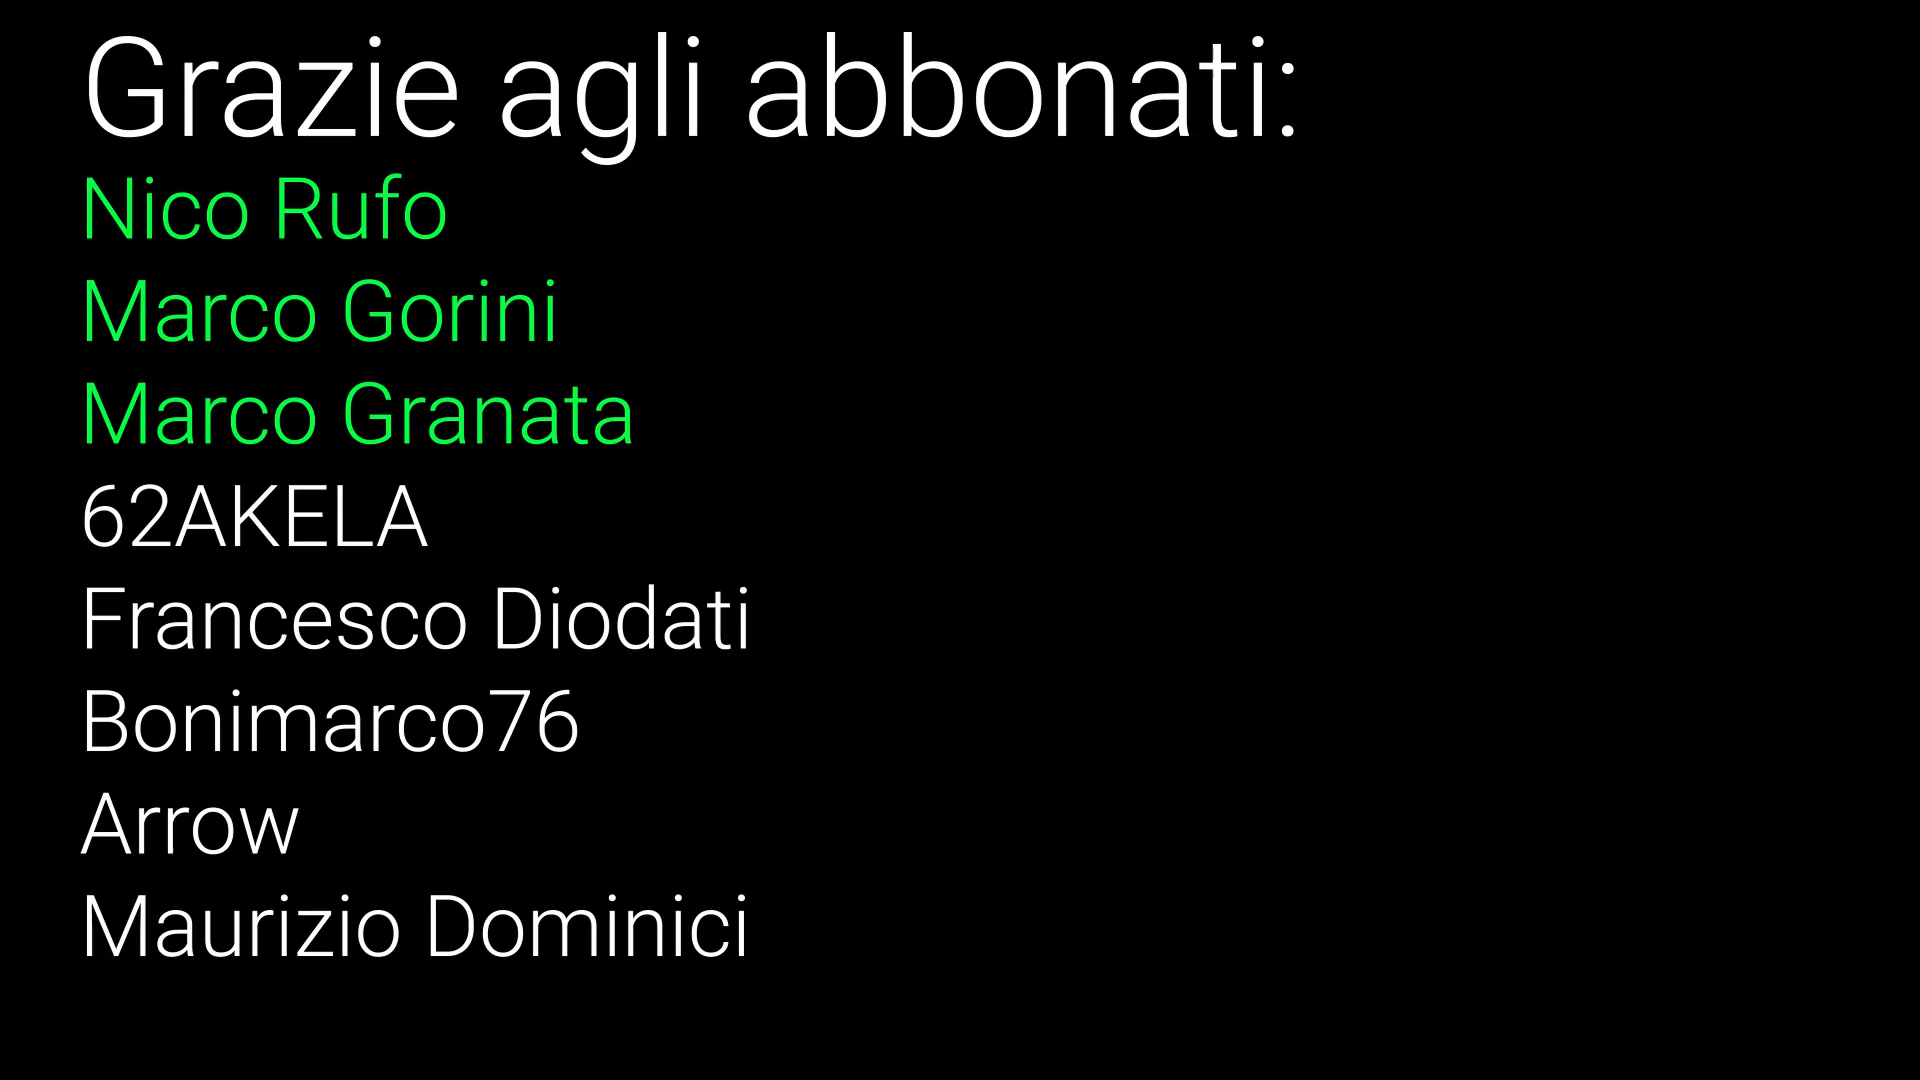 Grazie agli abbonati:
Nico Rufo
Marco Gorini
Marco Granata
62AKELA
Francesco Diodati
Bonimarco76
Arrow
Maurizio Dominici